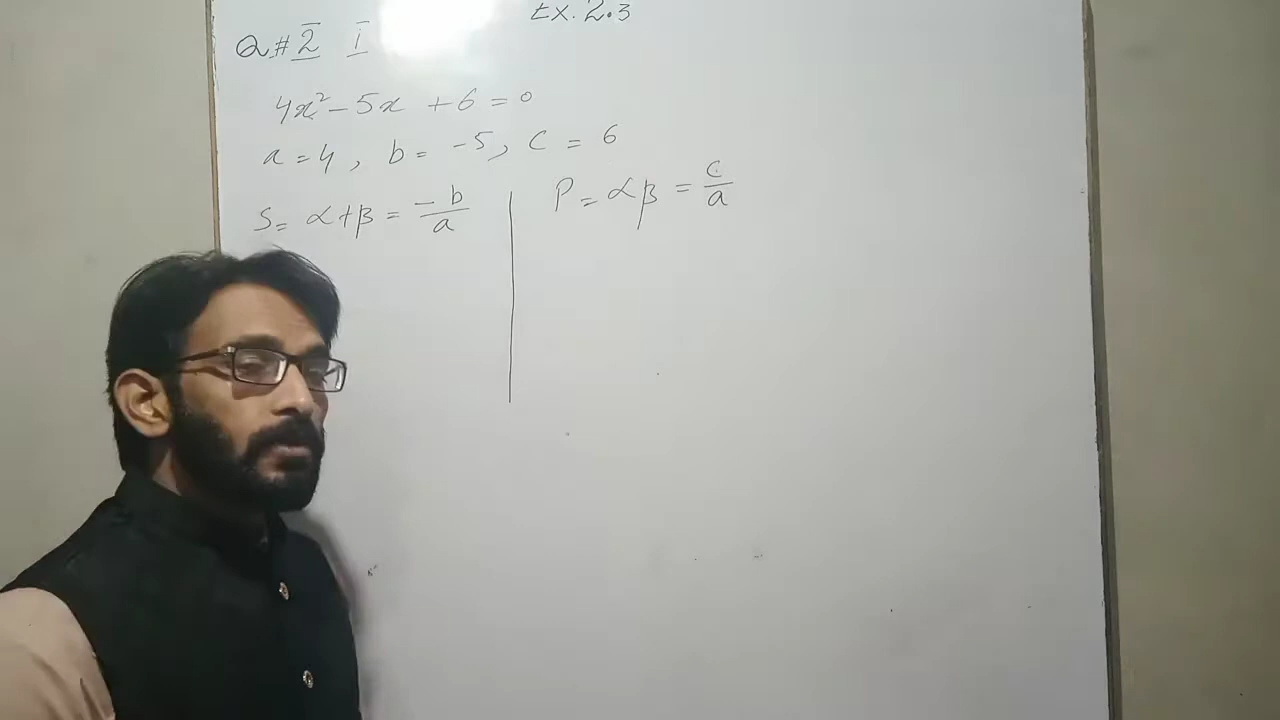 Ex. 2.3
Q # 2 i
4x² - 5x + 6 = 0
a = 4, b = -5, c = 6
S = α + β = -b/a
P = αβ = c/a